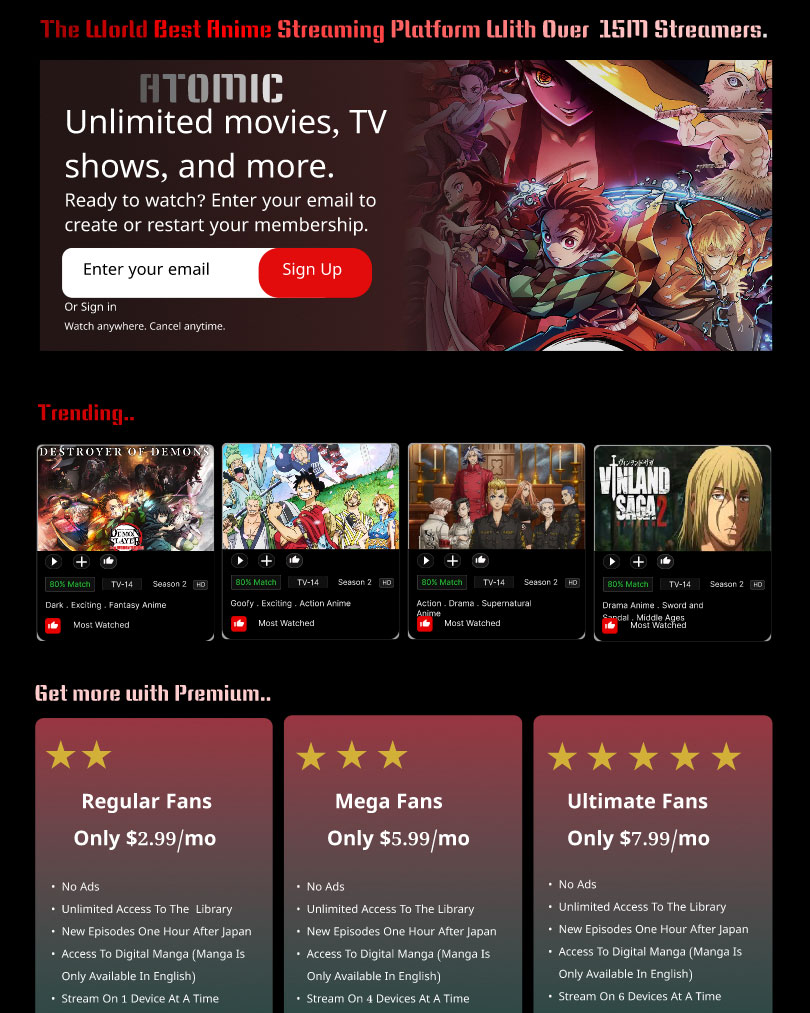 The World Best Anime Streaming Platform With Over 15M Streamers.
ATOMIC
Unlimited movies, TV
shows, and more.
Ready to watch? Enter your email to
create or restart your membership.
Enter your email
Sign Up
Or Sign in
Watch anywhere. Cancel anytime.
Trending..
DESTROYER OF DEMONS
DEMON
SLAYER
80% Match TV-14 Season 2 HD
Dark . Exciting . Fantasy Anime
Most Watched
80% Match TV-14 Season 2 HD
Goofy . Exciting . Action Anime
Most Watched
80% Match TV-14 Season 2 HD
Action . Drama . Supernatural
Anime
Most Watched
ヴィンランド・サガ
VINLAND
SAGA 2
80% Match TV-14 Season 2 HD
Drama Anime . Sword and
Sandal . Middle Ages
Most Watched
Get more with Premium..
Regular Fans
Only $2.99/mo
• No Ads
• Unlimited Access To The  Library
• New Episodes One Hour After Japan
• Access To Digital Manga (Manga Is
Only Available In English)
• Stream On 1 Device At A Time
Mega Fans
Only $5.99/mo
• No Ads
• Unlimited Access To The Library
• New Episodes One Hour After Japan
• Access To Digital Manga (Manga Is
Only Available In English)
• Stream On 4 Devices At A Time
Ultimate Fans
Only $7.99/mo
• No Ads
• Unlimited Access To The Library
• New Episodes One Hour After Japan
• Access To Digital Manga (Manga Is
Only Available In English)
• Stream On 6 Devices At A Time